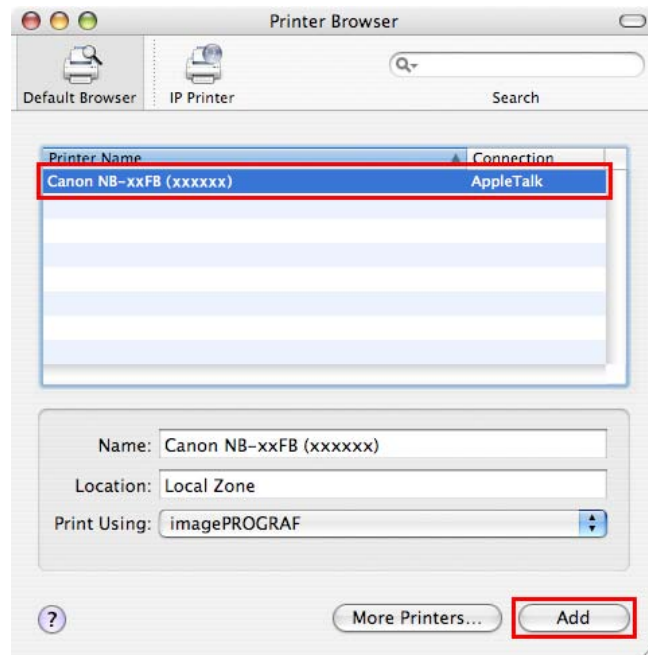 Printer Browser
Default Browser IP Printer Search
Printer Name Connection
Canon NB-xxFB (xxxxxx) AppleTalk
Name: Canon NB-xxFB (xxxxxx)
Location: Local Zone
Print Using: imagePROGRAF
? More Printers... Add